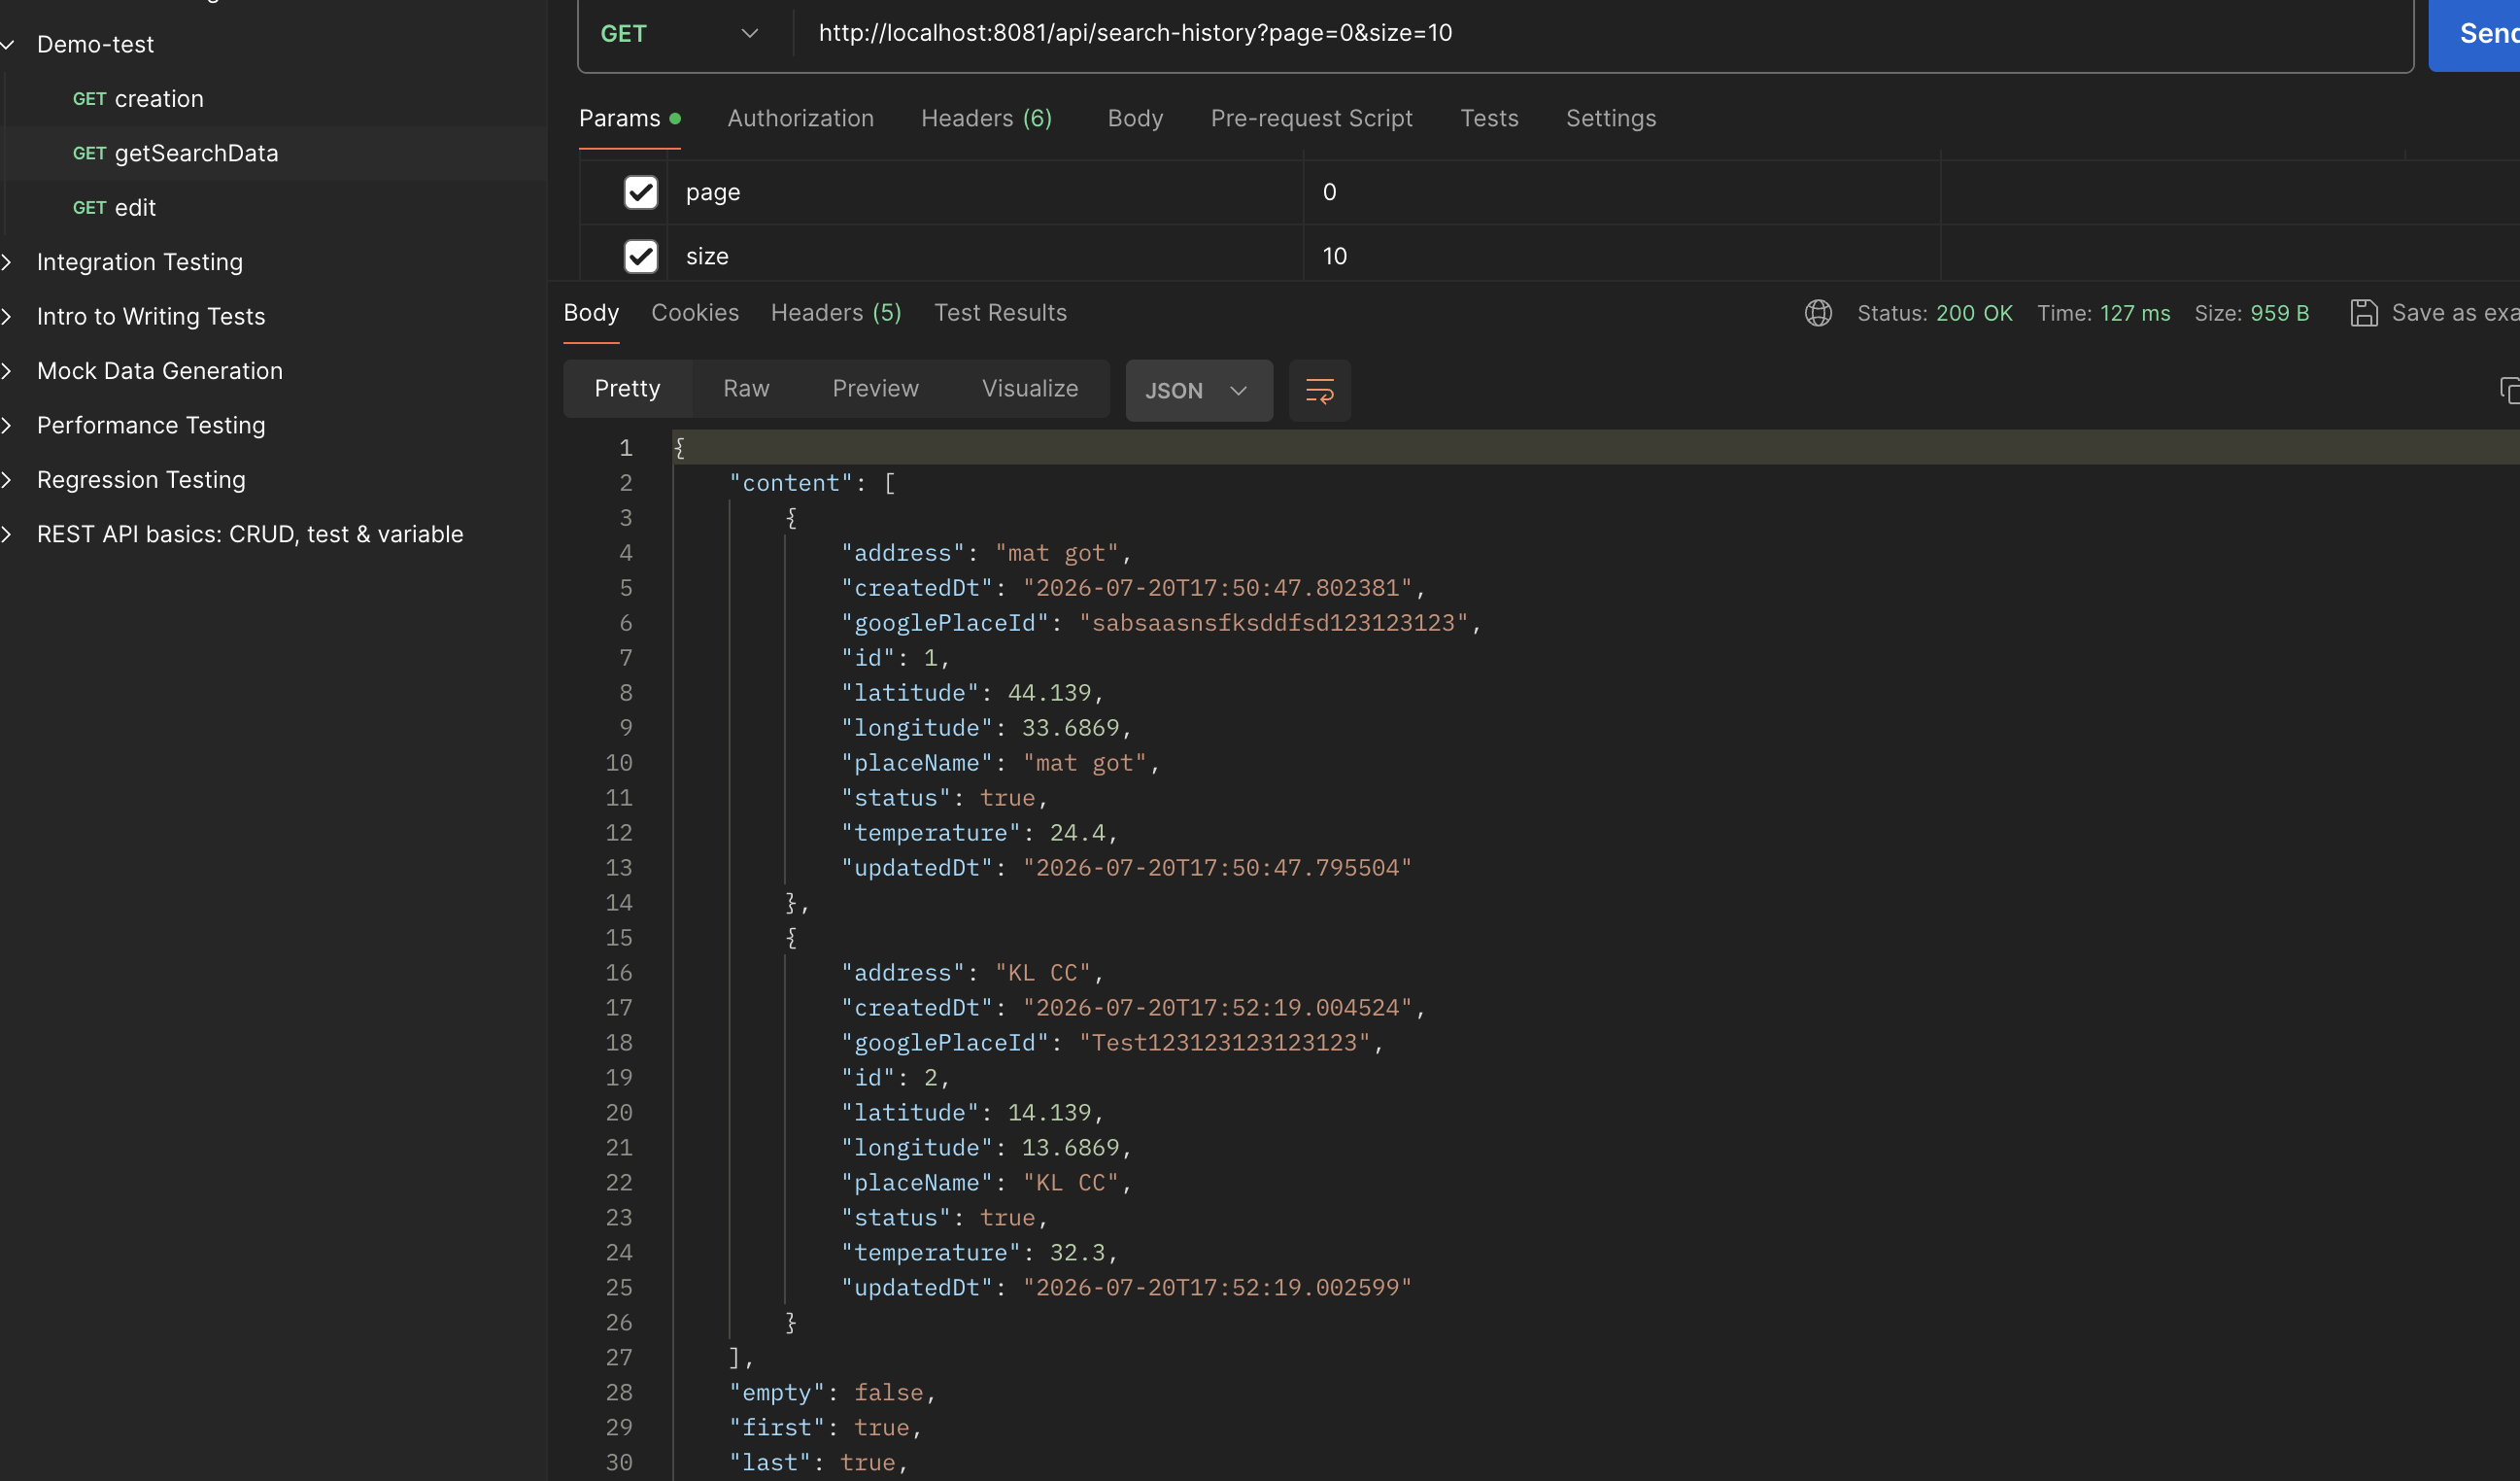 Demo-test
GET creation
GET getSearchData
GET edit
Integration Testing
Intro to Writing Tests
Mock Data Generation
Performance Testing
Regression Testing
REST API basics: CRUD, test & variable
GET http://localhost:8081/api/search-history?page=0&size=10
Params Authorization Headers (6) Body Pre-request Script Tests Settings
page 0
size 10
Body Cookies Headers (5) Test Results Status: 200 OK Time: 127 ms Size: 959 B Save as
Pretty Raw Preview Visualize JSON
1 {
2 "content": [
3 {
4 "address": "mat got",
5 "createdDt": "2026-07-20T17:50:47.802381",
6 "googlePlaceId": "sabsaasnsfksddfsd123123123",
7 "id": 1,
8 "latitude": 44.139,
9 "longitude": 33.6869,
10 "placeName": "mat got",
11 "status": true,
12 "temperature": 24.4,
13 "updatedDt": "2026-07-20T17:50:47.795504"
14 },
15 {
16 "address": "KL CC",
17 "createdDt": "2026-07-20T17:52:19.004524",
18 "googlePlaceId": "Test123123123123123",
19 "id": 2,
20 "latitude": 14.139,
21 "longitude": 13.6869,
22 "placeName": "KL CC",
23 "status": true,
24 "temperature": 32.3,
25 "updatedDt": "2026-07-20T17:52:19.002599"
26 }
27 ],
28 "empty": false,
29 "first": true,
30 "last": true,